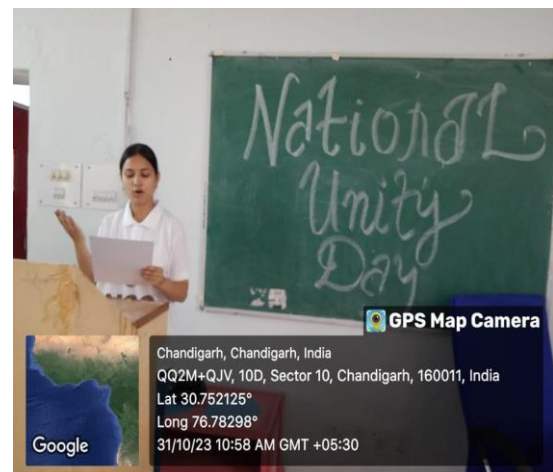 NationaL
Unity
Day
GPS Map Camera
Chandigarh, Chandigarh, India
QQ2M+QJV, 10D, Sector 10, Chandigarh, 160011, India
Lat 30.752125°
Long 76.78298°
31/10/23 10:58 AM GMT +05:30
Google